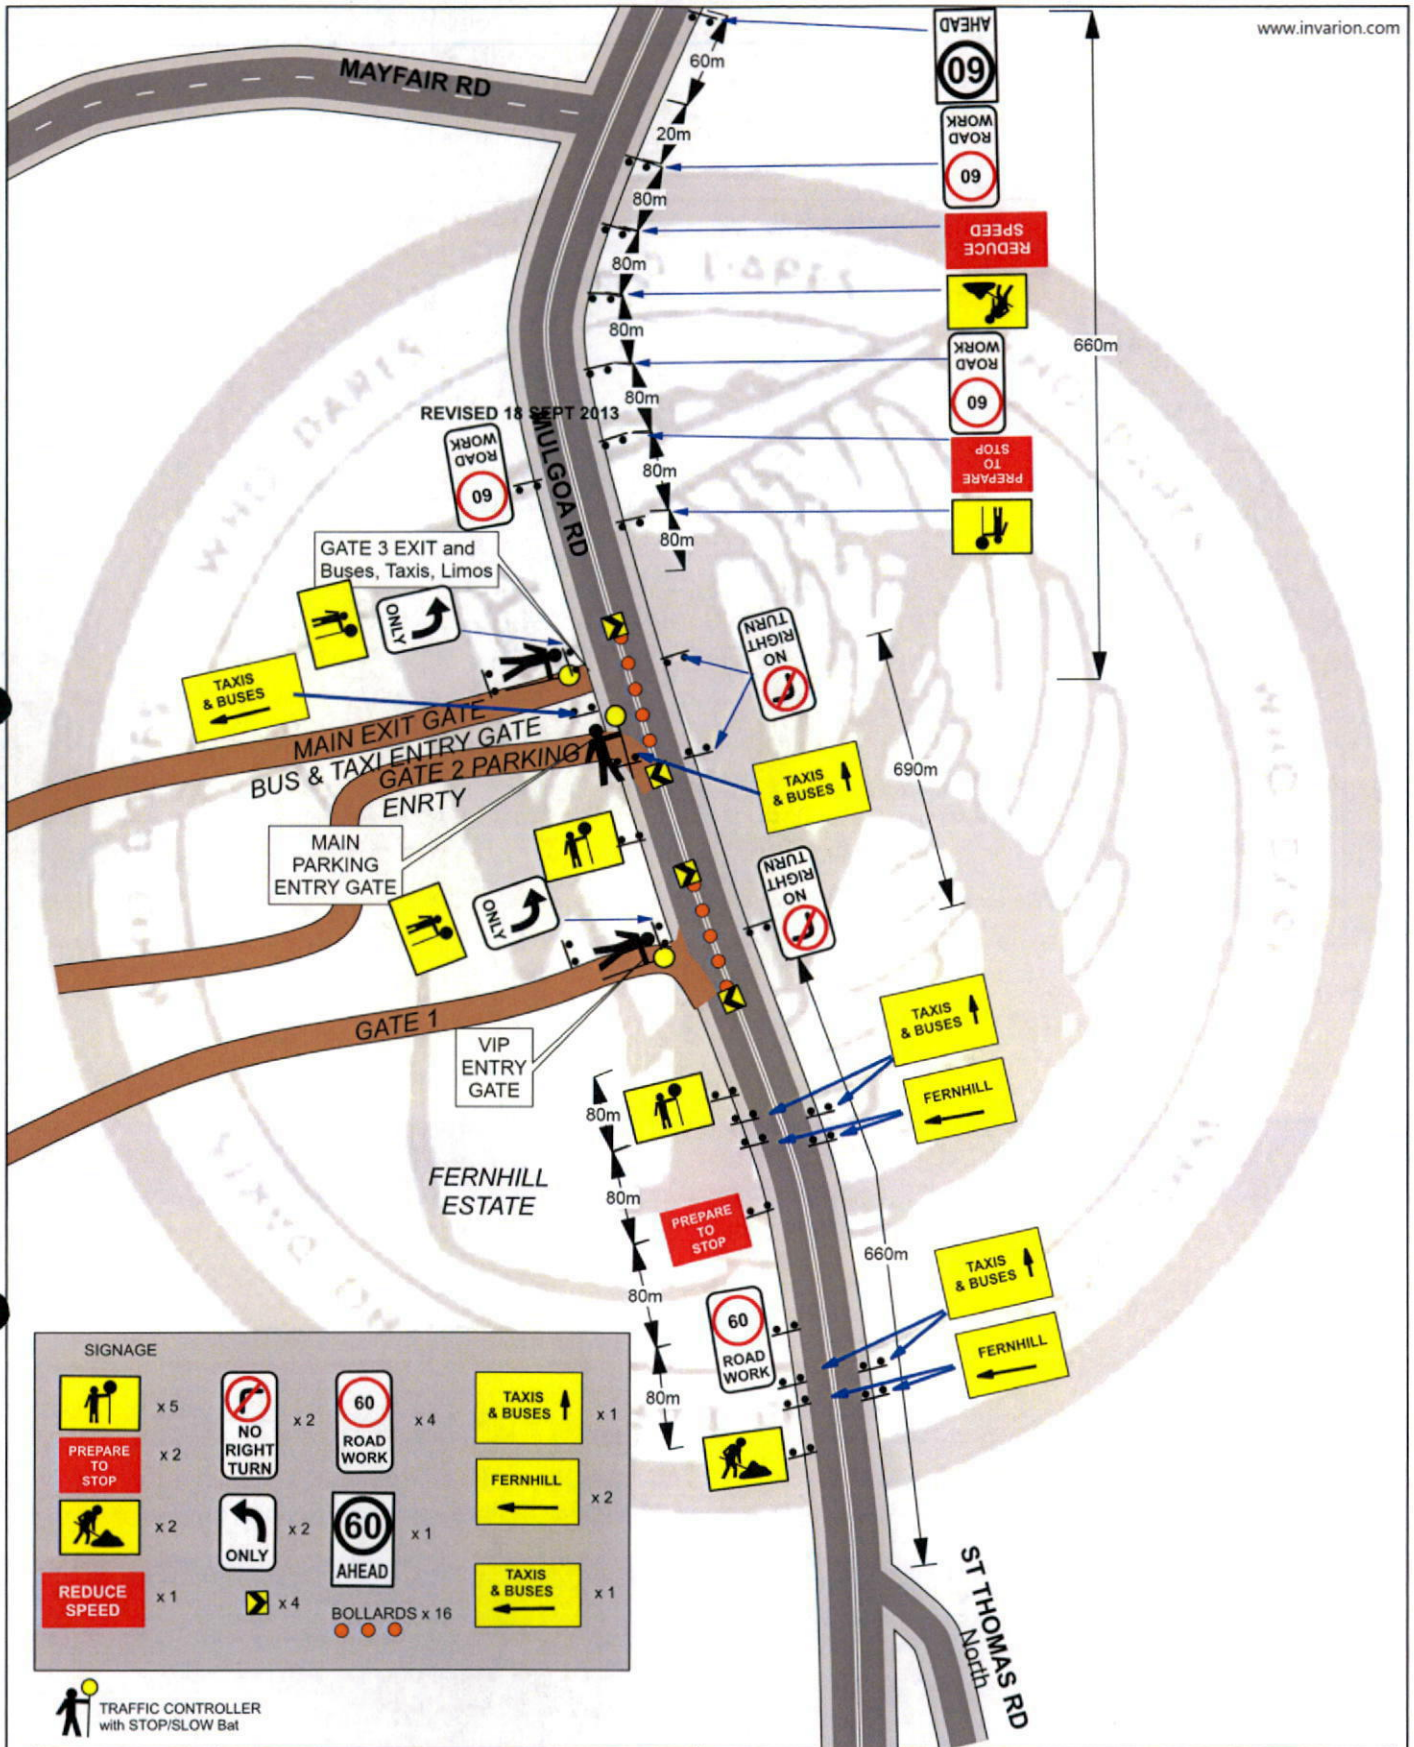 www.invarion.com
MAYFAIR RD
60m
AHEAD
60
20m
ROAD
WORK
60
80m
REDUCE
SPEED
80m
80m
660m
ROAD
WORK
60
80m
REVISED 18 SEPT 2013
MULGOA RD
ROAD
WORK
60
PREPARE
TO
STOP
80m
80m
GATE 3 EXIT and
Buses, Taxis, Limos
ONLY
NO
RIGHT
TURN
TAXIS
& BUSES
MAIN EXIT GATE
BUS & TAXI ENTRY GATE
GATE 2 PARKING
ENRTY
TAXIS
& BUSES
690m
MAIN
PARKING
ENTRY GATE
NO
RIGHT
TURN
ONLY
GATE 1
VIP
ENTRY
GATE
TAXIS
& BUSES
FERNHILL
80m
FERNHILL
ESTATE
80m
PREPARE
TO
STOP
660m
80m
TAXIS
& BUSES
60
ROAD
WORK
FERNHILL
80m
SIGNAGE
x 5
PREPARE
TO
STOP
x 2
x 2
REDUCE
SPEED
x 1
NO
RIGHT
TURN
x 2
ONLY
x 2
x 4
60
ROAD
WORK
x 4
60
AHEAD
x 1
BOLLARDS x 16
TAXIS
& BUSES
x 1
FERNHILL
x 2
TAXIS
& BUSES
x 1
ST THOMAS RD
North
TRAFFIC CONTROLLER
with STOP/SLOW Bat